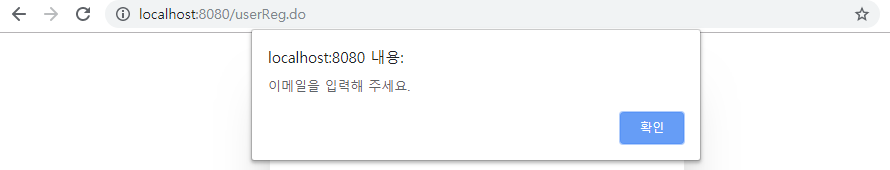 localhost:8080/userReg.do
localhost:8080 내용:
이메일을 입력해 주세요.
확인